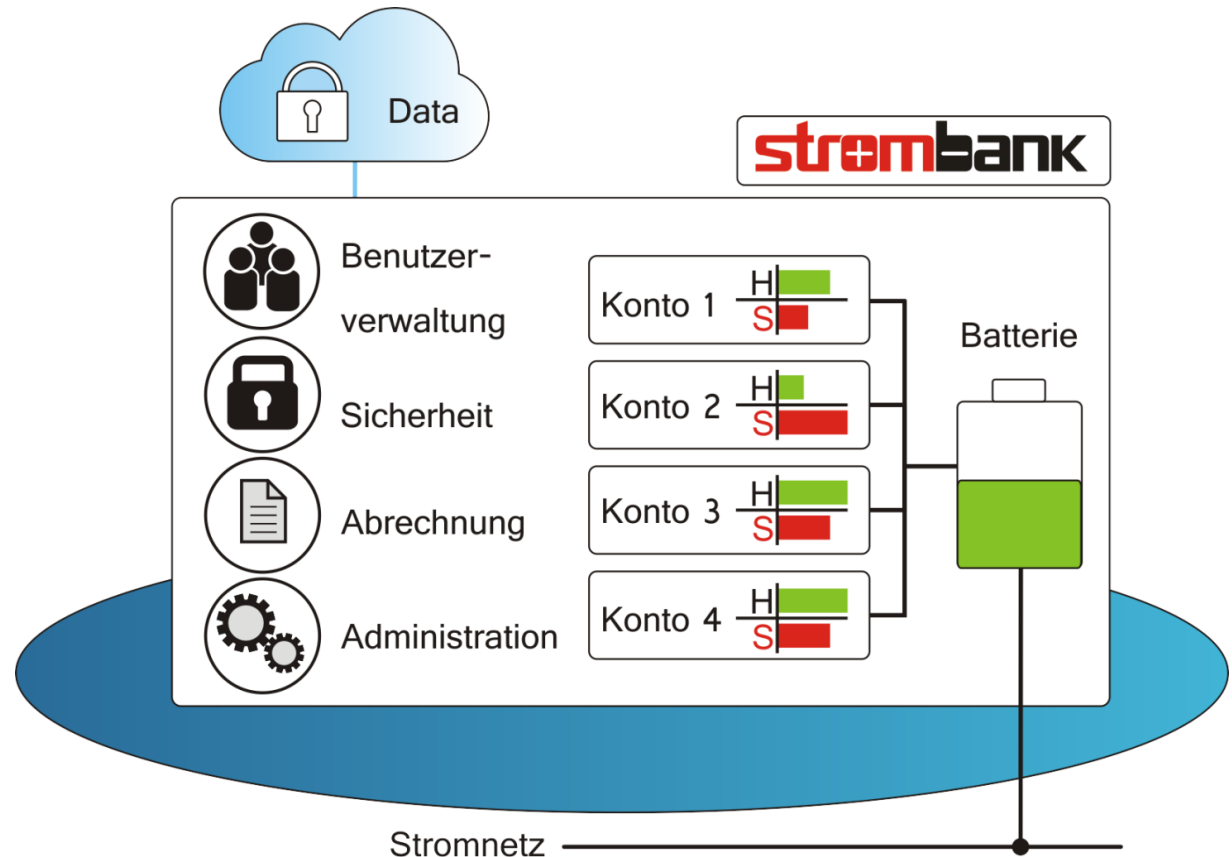 Data
strombank
Benutzer-
verwaltung
Sicherheit
Abrechnung
Administration
Konto 1
H
S
Konto 2
H
S
Konto 3
H
S
Konto 4
H
S
Batterie
Stromnetz